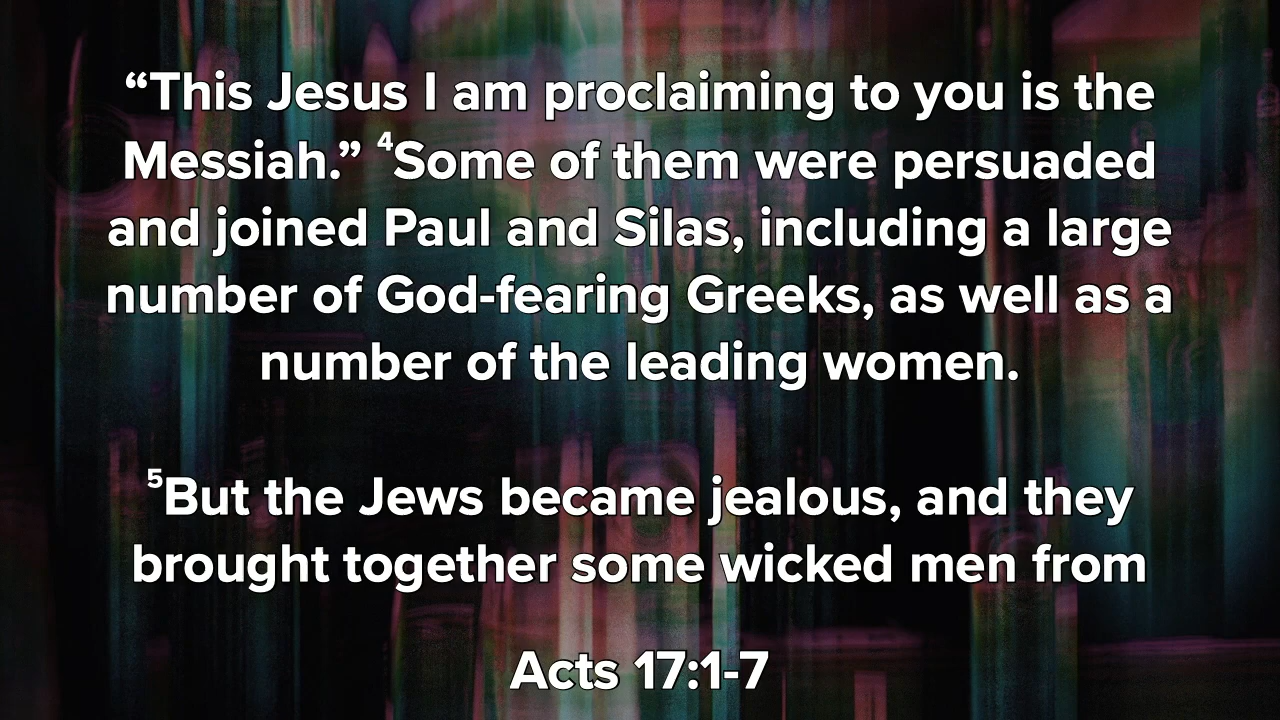 “This Jesus I am proclaiming to you is the
Messiah.” ⁴Some of them were persuaded
and joined Paul and Silas, including a large
number of God-fearing Greeks, as well as a
number of the leading women.
⁵But the Jews became jealous, and they
brought together some wicked men from
Acts 17:1-7